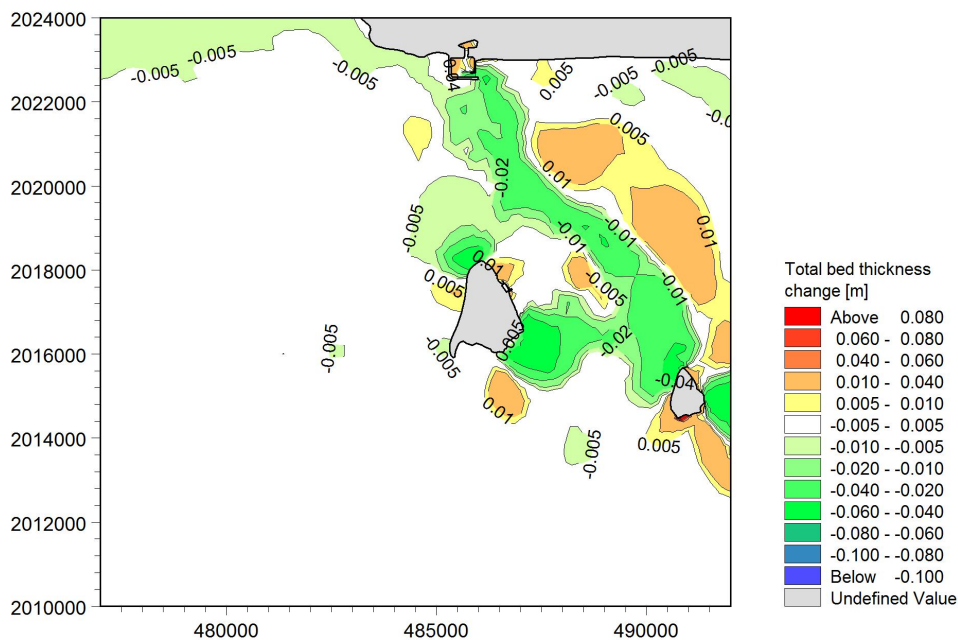 2024000
2022000
2020000
2018000
2016000
2014000
2012000
2010000
480000
485000
490000
-0.005
-0.005
-0.005
-0.005
0.005
-0.005
-0.005
0.005
0.01
-0.02
-0.005
-0.01
-0.01
0.01
0.01
0.005
-0.005
-0.01
-0.005
-0.005
0.005
-0.02
-0.04
0.01
0.005
-0.005
Total bed thickness
change [m]
Above 0.080
0.060 - 0.080
0.040 - 0.060
0.010 - 0.040
0.005 - 0.010
-0.005 - 0.005
-0.010 - -0.005
-0.020 - -0.010
-0.040 - -0.020
-0.060 - -0.040
-0.080 - -0.060
-0.100 - -0.080
Below -0.100
Undefined Value